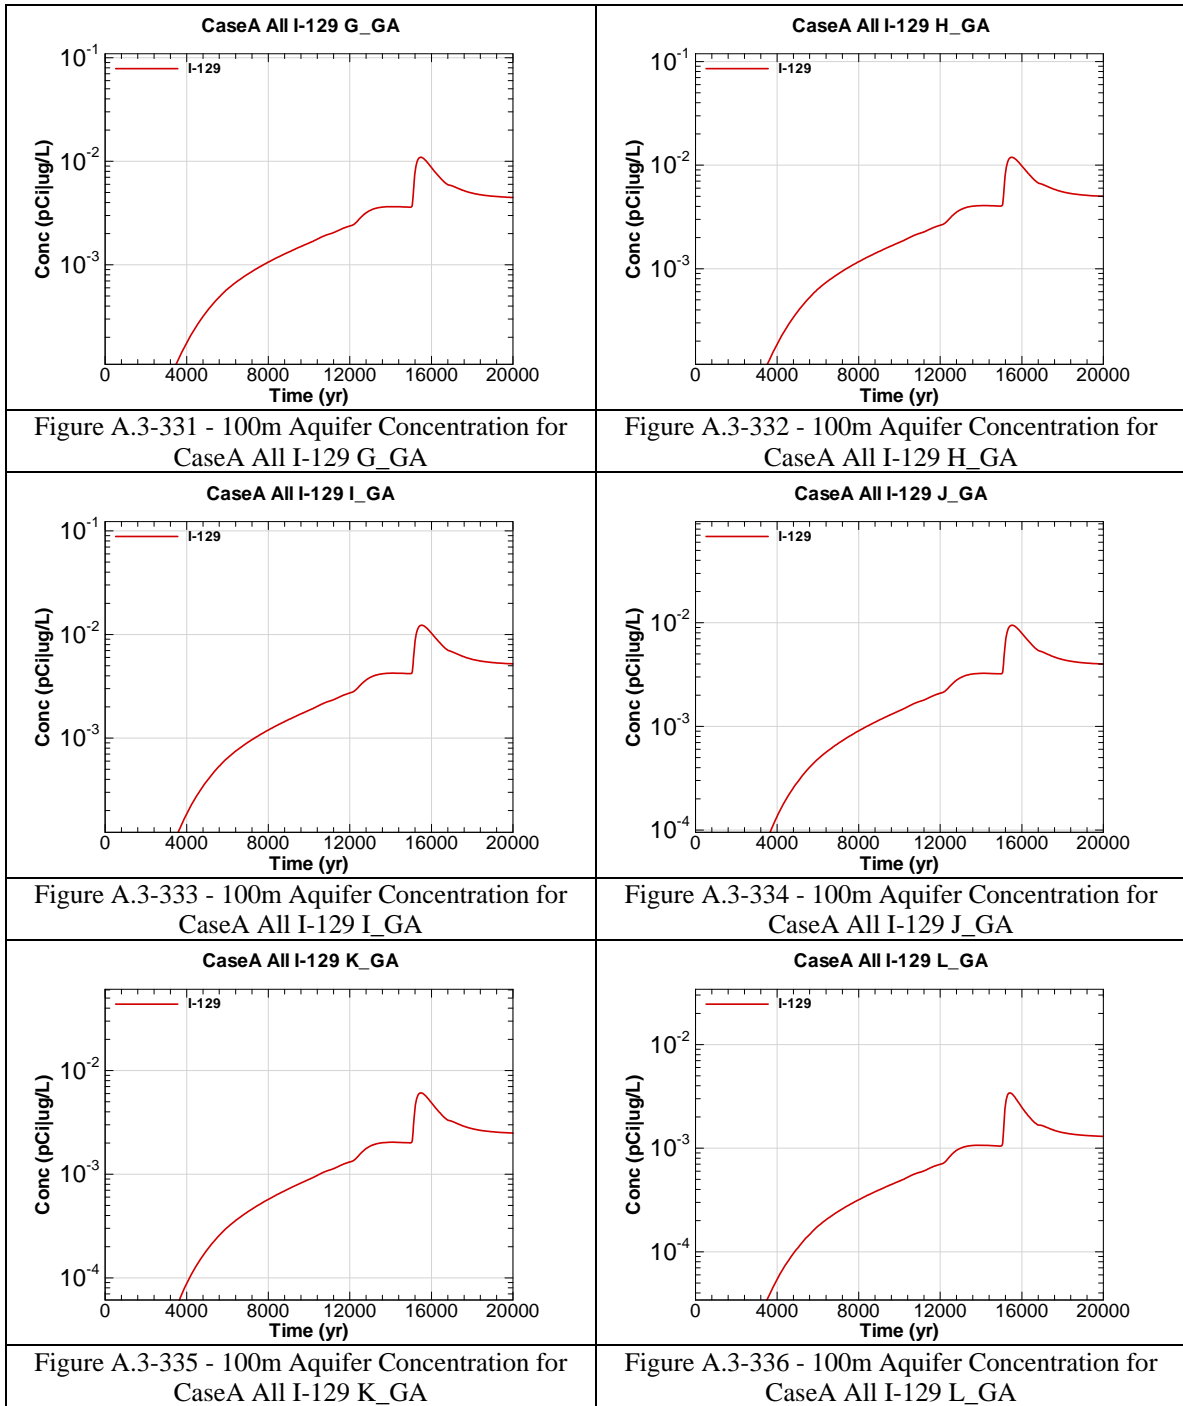 CaseA All I-129 G_GA
10-1
I-129
10-2
10-3
Conc (pCi|ug/L)
0 4000 8000 12000 16000 20000
Time (yr)
Figure A.3-331 - 100m Aquifer Concentration for
CaseA All I-129 G_GA
CaseA All I-129 H_GA
10-1
I-129
10-2
10-3
Conc (pCi|ug/L)
0 4000 8000 12000 16000 20000
Time (yr)
Figure A.3-332 - 100m Aquifer Concentration for
CaseA All I-129 H_GA
CaseA All I-129 I_GA
10-1
I-129
10-2
10-3
Conc (pCi|ug/L)
0 4000 8000 12000 16000 20000
Time (yr)
Figure A.3-333 - 100m Aquifer Concentration for
CaseA All I-129 I_GA
CaseA All I-129 J_GA
I-129
10-2
10-3
10-4
Conc (pCi|ug/L)
0 4000 8000 12000 16000 20000
Time (yr)
Figure A.3-334 - 100m Aquifer Concentration for
CaseA All I-129 J_GA
CaseA All I-129 K_GA
I-129
10-2
10-3
10-4
Conc (pCi|ug/L)
0 4000 8000 12000 16000 20000
Time (yr)
Figure A.3-335 - 100m Aquifer Concentration for
CaseA All I-129 K_GA
CaseA All I-129 L_GA
I-129
10-2
10-3
10-4
Conc (pCi|ug/L)
0 4000 8000 12000 16000 20000
Time (yr)
Figure A.3-336 - 100m Aquifer Concentration for
CaseA All I-129 L_GA